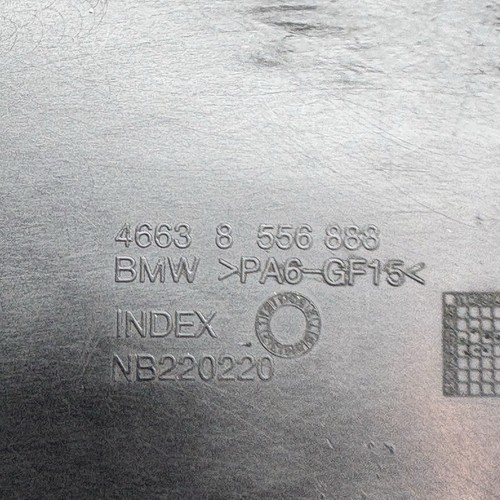 4663 8 556 883
BMW >PA6-GF15<
INDEX
NB220220